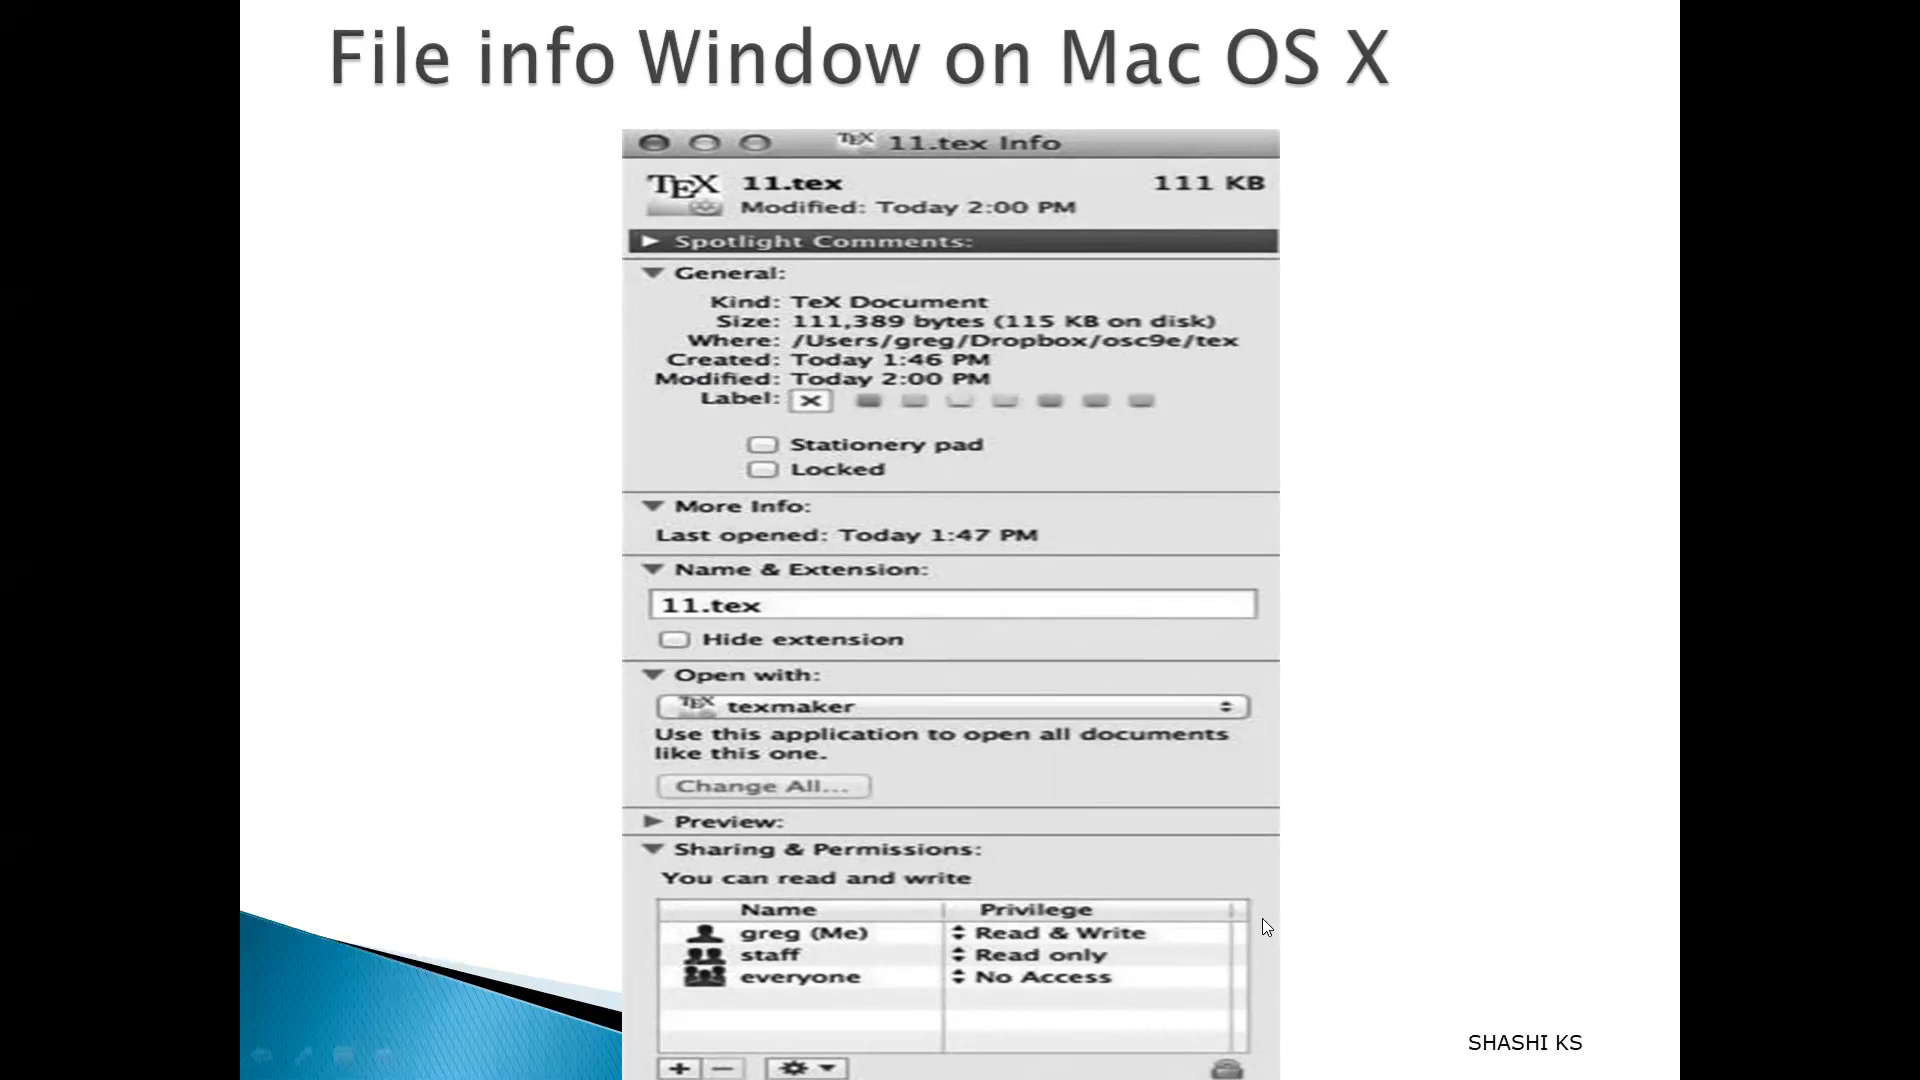 File info Window on Mac OS X
TEX 11.tex Info
TEX 11.tex 111 KB
Modified: Today 2:00 PM
Spotlight Comments:
General:
Kind: TeX Document
Size: 111,389 bytes (115 KB on disk)
Where: /Users/greg/Dropbox/osc9e/tex
Created: Today 1:46 PM
Modified: Today 2:00 PM
Label:
Stationery pad
Locked
More Info:
Last opened: Today 1:47 PM
Name & Extension:
11.tex
Hide extension
Open with:
TEX texmaker
Use this application to open all documents
like this one.
Change All...
Preview:
Sharing & Permissions:
You can read and write
Name Privilege
greg (Me) Read & Write
staff Read only
everyone No Access
SHASHI KS